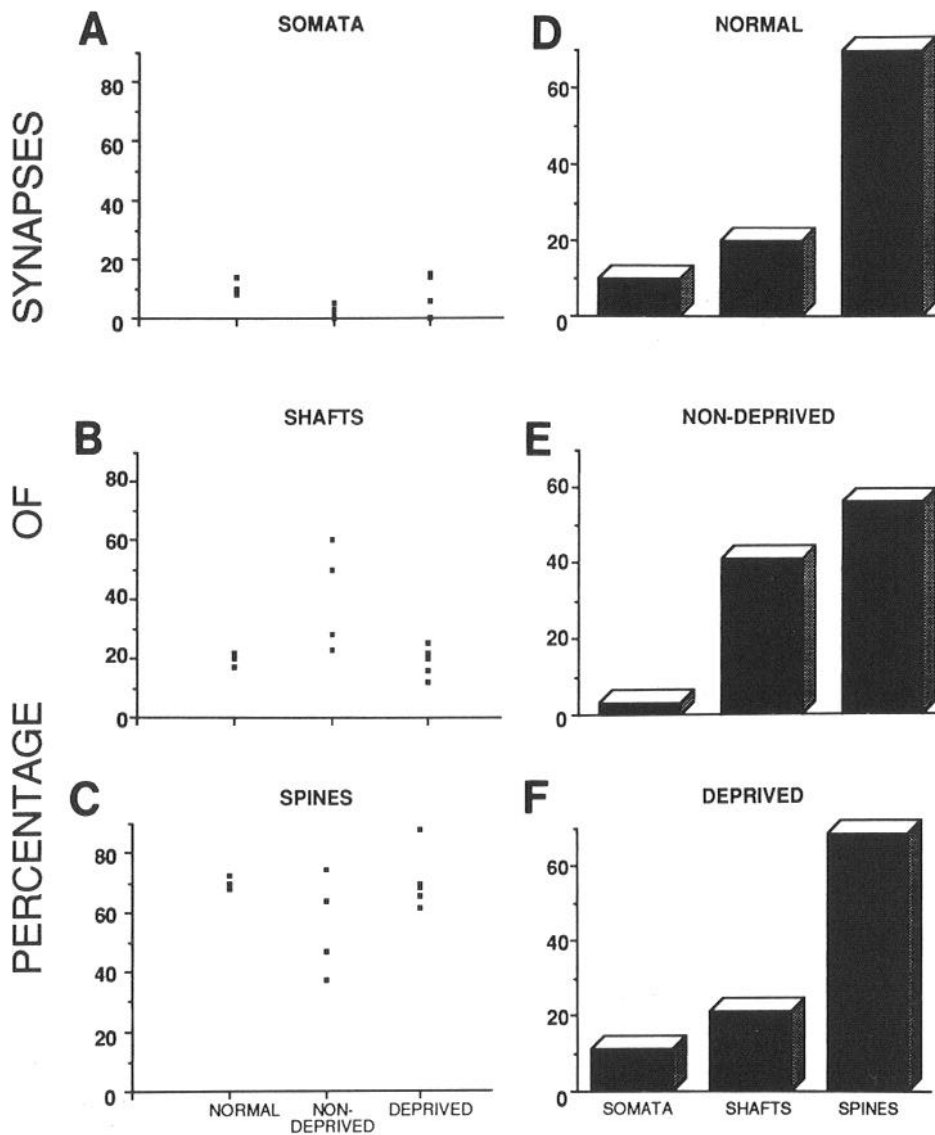 PERCENTAGE OF SYNAPSES
A
SOMATA
80
60
40
20
0
B
SHAFTS
80
60
40
20
0
C
SPINES
80
60
40
20
0
NORMAL
NON-
DEPRIVED
DEPRIVED
D
NORMAL
60
40
20
0
E
NON-DEPRIVED
60
40
20
0
F
DEPRIVED
60
40
20
0
SOMATA
SHAFTS
SPINES